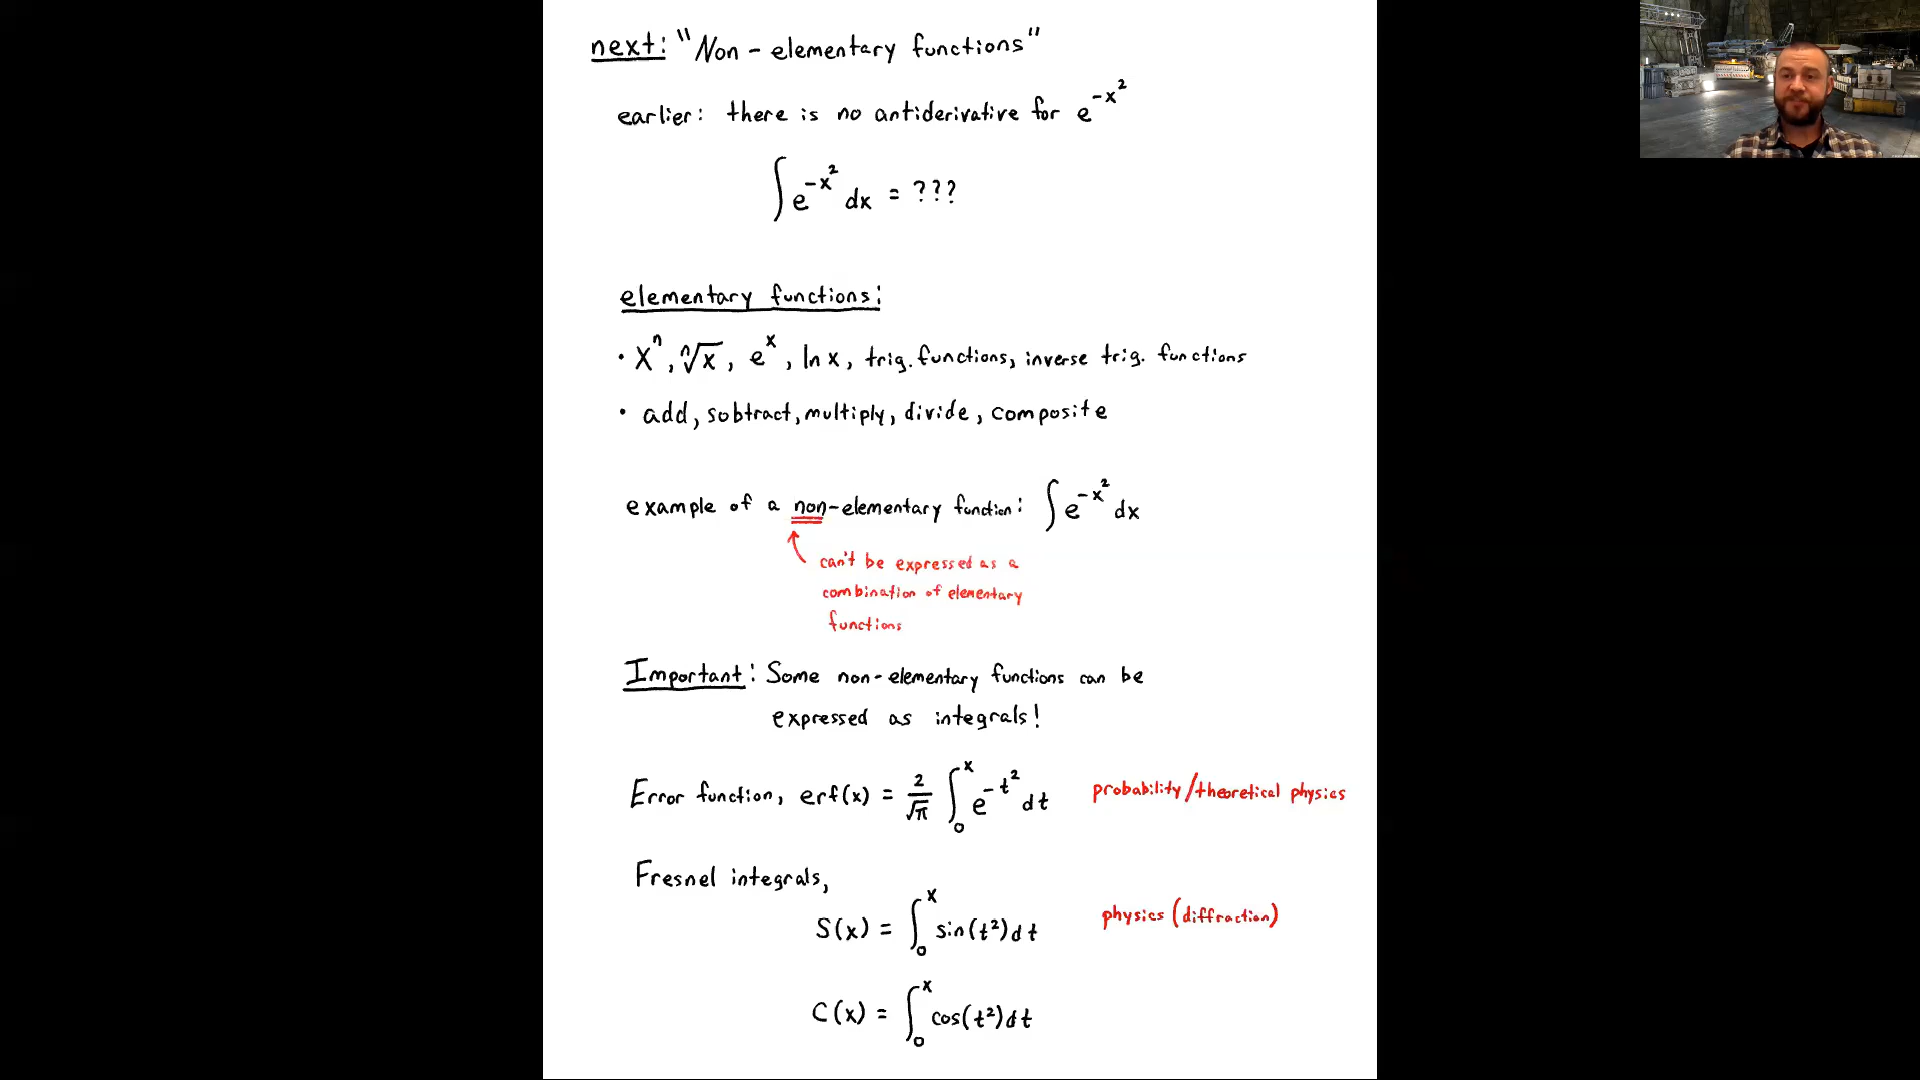 next: "Non-elementary functions"
earlier: there is no antiderivative for e^{-x^2}
∫ e^{-x^2} dx = ???
elementary functions:
• x^n, ⁿ√x, e^x, ln x, trig. functions, inverse trig. functions
• add, subtract, multiply, divide, composite
example of a non-elementary function: ∫ e^{-x^2} dx
can't be expressed as a
combination of elementary
functions
Important: Some non-elementary functions can be
expressed as integrals!
Error function, erf(x) = 2/√π ∫_0^x e^{-t^2} dt probability/theoretical physics
Fresnel integrals,
S(x) = ∫_0^x sin(t²)dt physics (diffraction)
C(x) = ∫_0^x cos(t²)dt